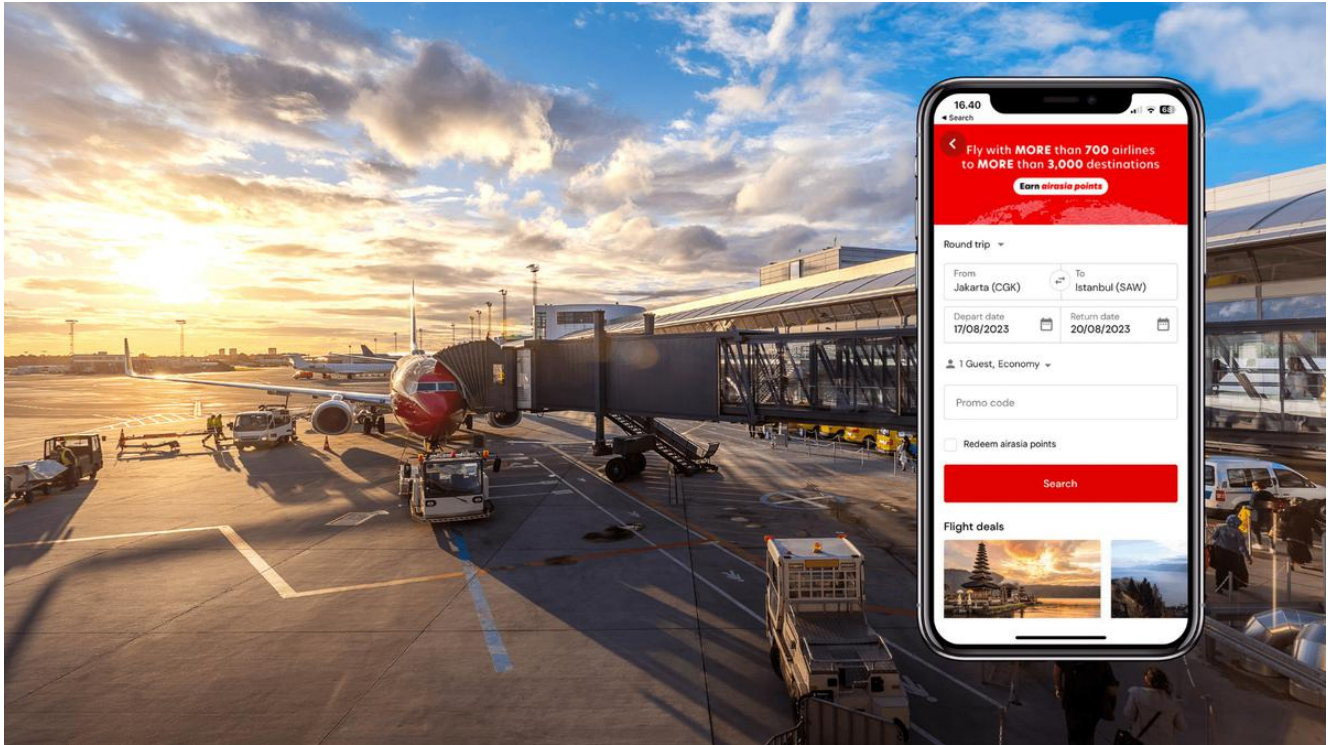 16.40
68
◄ Search
Fly with MORE than 700 airlines
to MORE than 3,000 destinations
Earn airasia points
Round trip
From
Jakarta (CGK)
To
Istanbul (SAW)
Depart date
17/08/2023
Return date
20/08/2023
1 Guest, Economy
Promo code
Redeem airasia points
Search
Flight deals